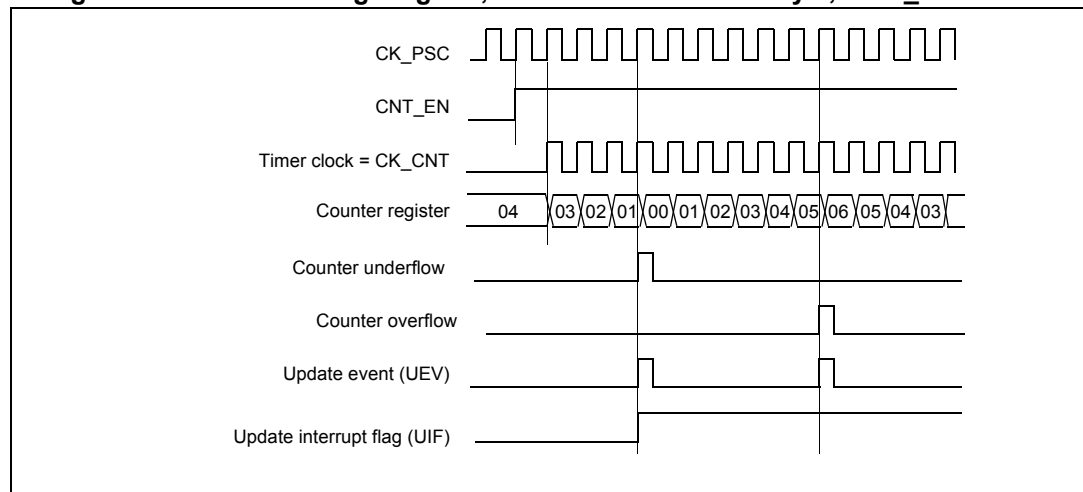 CK_PSC
CNT_EN
Timer clock = CK_CNT
Counter register 04 03 02 01 00 01 02 03 04 05 06 05 04 03
Counter underflow
Counter overflow
Update event (UEV)
Update interrupt flag (UIF)